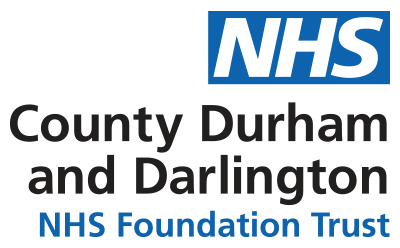 NHS
County Durham
and Darlington
NHS Foundation Trust